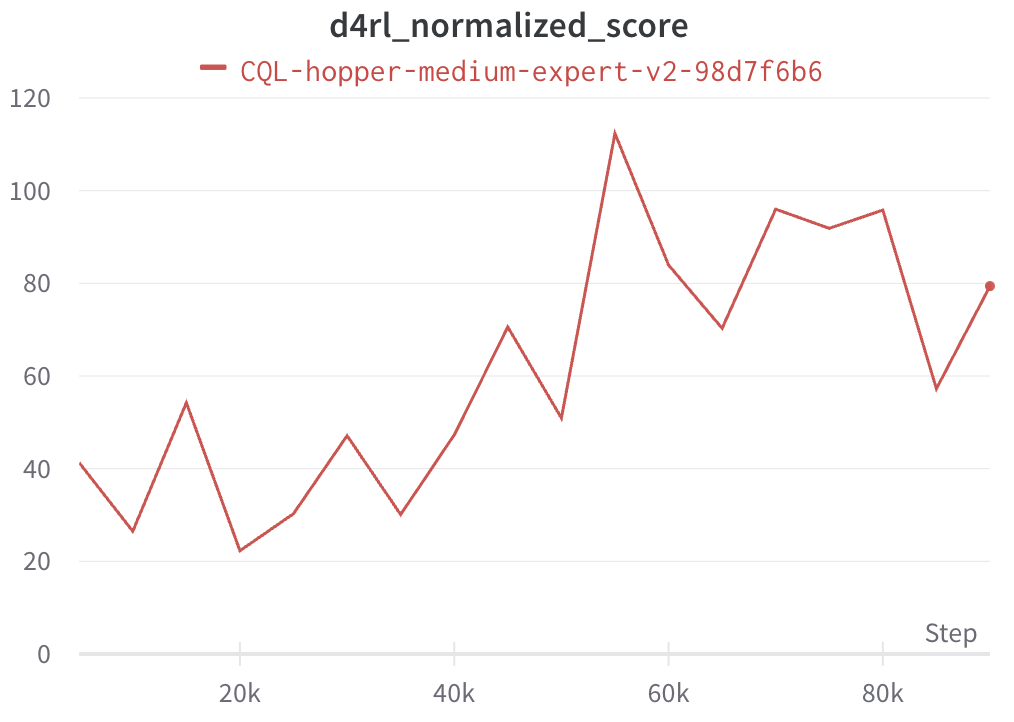 d4rl_normalized_score
CQL-hopper-medium-expert-v2-98d7f6b6
120
100
80
60
40
20
0
Step
20k
40k
60k
80k